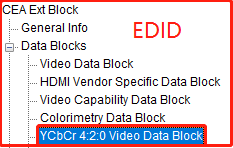 CEA Ext Block
EDID
General Info
Data Blocks
Video Data Block
HDMI Vendor Specific Data Block
Video Capability Data Block
Colorimetry Data Block
YCbCr 4:2:0 Video Data Block